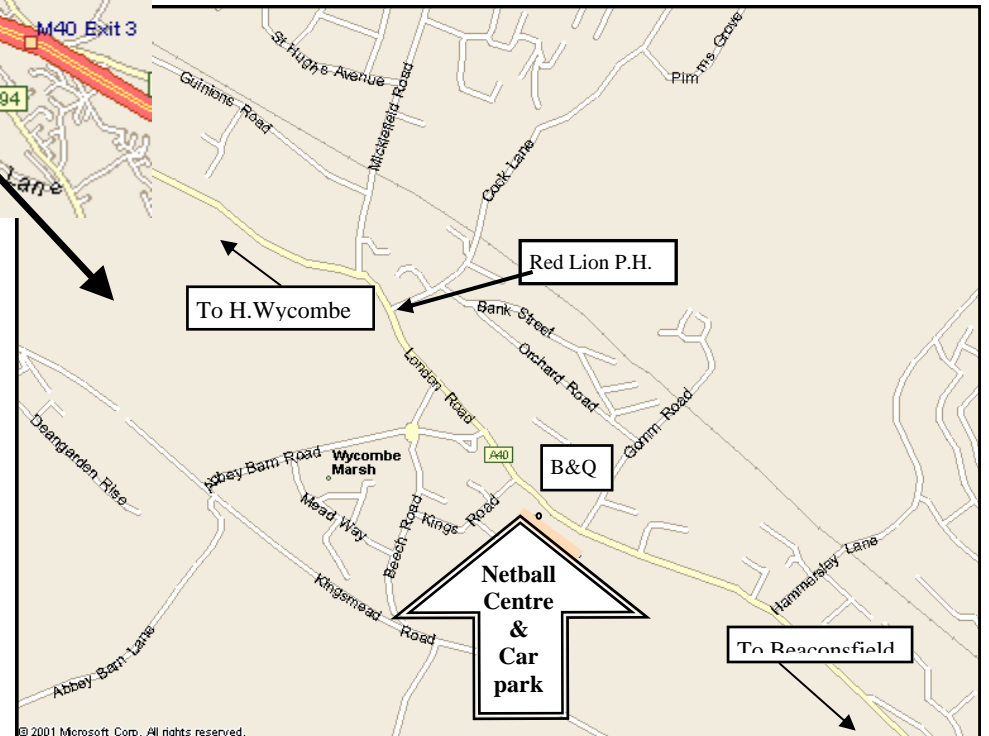 M40 Exit 3
94
Lane
St Hughs Avenue
Guinions Road
Micklefield Road
Pimms Grove
Cock Lane
Red Lion P.H.
To H.Wycombe
Bank Street
Orchard Road
London Road
Gomm Road
A40
B&Q
Deangarden Rise
Abbey Barn Road
Wycombe
Marsh
Mead Way
Beech Road
Kings Road
Hammersley Lane
Kingsmead Road
Netball
Centre
&
Car
park
To Beaconsfield
Abbey Barn Lane
© 2001 Microsoft Corp. All rights reserved.